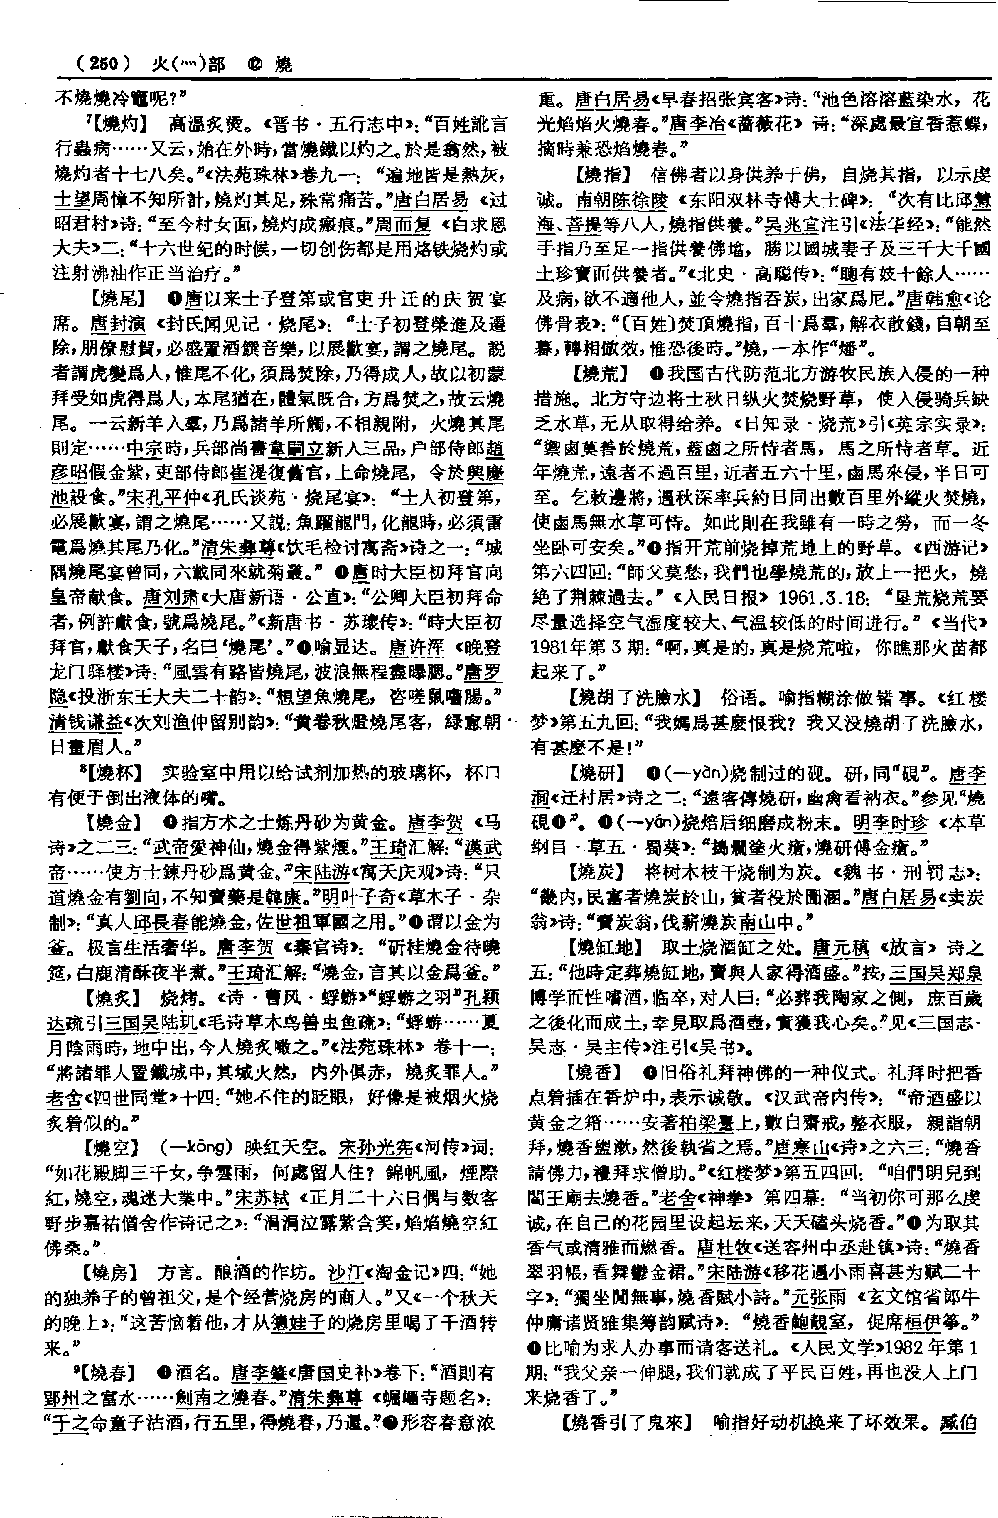 （250） 火(灬)部 ⑫ 燒
不燒燒冷竈呢?”
⁷【燒灼】 高温炙烫。《晋书·五行志中》：“百姓訛言
行蟲病……又云，始在外時，當燒鐵以灼之。於是翕然，被
燒灼者十七八矣。”《法苑珠林》卷九一：“遍地皆是熱灰，
士望周慞不知所計，燒灼其足，殊常痛苦。”唐白居易《过
昭君村》诗：“至今村女面，燒灼成瘢痕。”周而复《白求恩
大夫》二：“十六世纪的时候，一切创伤都是用烙铁烧灼或
注射沸油作正当治疗。”
【燒尾】 ❶唐以来士子登第或官吏升迁的庆贺宴
席。唐封演《封氏闻见记·烧尾》：“士子初登榮進及遷
除，朋僚慰賀，必盛置酒饌音樂，以展歡宴，謂之燒尾。說
者謂虎變爲人，惟尾不化，須爲焚除，乃得成人，故以初蒙
拜受如虎得爲人，本尾猶在，體氣既合，方爲焚之，故云燒
尾。一云新羊入羣，乃爲諸羊所觸，不相親附，火燒其尾
則定……中宗時，兵部尚書韋嗣立新入三品，户部侍郎趙
彦昭假金紫，吏部侍郎崔湜復舊官，上命燒尾，令於興慶
池設食。”宋孔平仲《孔氏谈苑·烧尾宴》：“士人初登第，
必展歡宴，謂之燒尾……又説：魚躍龍門，化龍時，必須雷
電爲燒其尾乃化。”清朱彝尊《饮毛检讨寓斋》诗之一：“城
隅燒尾宴曾同，六載同來就菊叢。”❷唐时大臣初拜官向
皇帝献食。唐刘肃《大唐新语·公直》：“公卿大臣初拜命
者，例許獻食，號爲燒尾。”《新唐书·苏瓌传》：“時大臣初
拜官，獻食天子，名曰‘燒尾’。”❸喻显达。唐许浑《晚登
龙门驿楼》诗：“風雲有路皆燒尾，波浪無程盡曝腮。”唐罗
隐《投浙东王大夫二十韵》：“想望魚燒尾，咨嗟鼠嚙腸。”
清钱谦益《次刘渔仲留别韵》：“黄卷秋燈燒尾客，緑窻朝
日畫眉人。”
⁸【燒杯】 实验室中用以给试剂加热的玻璃杯，杯口
有便于倒出液体的嘴。
【燒金】 ❶指方术之士炼丹砂为黄金。唐李贺《马
诗》之二三：“武帝愛神仙，燒金得紫煙。”王琦汇解：“漢武
帝……使方士鍊丹砂爲黄金。”宋陆游《寓天庆观》诗：“只
道燒金有劉向，不知賣藥是韓康。”明叶子奇《草木子·杂
制》：“真人邱長春能燒金，佐世祖軍國之用。”❷谓以金为
釜。极言生活奢华。唐李贺《秦宫诗》：“斫桂燒金待曉
筵，白鹿清酥夜半煮。”王琦汇解：“燒金，言其以金爲釜。”
【燒炙】 烧烤。《诗·曹风·蜉蝣》“蜉蝣之羽”孔颖
达疏引三国吴陆玑《毛诗草木鸟兽虫鱼疏》：“蜉蝣……夏
月陰雨時，地中出，今人燒炙噉之。”《法苑珠林》卷十一：
“將諸罪人置鐵城中，其城火然，内外俱赤，燒炙罪人。”
老舍《四世同堂》十四：“她不住的眨眼，好像是被烟火烧
炙着似的。”
【燒空】 （—kōng）映红天空。宋孙光宪《河传》词：
“如花殿脚三千女，争雲雨，何處留人住？錦帆風，煙際
紅，燒空，魂迷大業中。”宋苏轼《正月二十六日偶与数客
野步嘉祐僧舍作诗记之》：“涓涓泣露紫含笑，焰焰燒空紅
佛桑。”
【燒房】 方言。酿酒的作坊。沙汀《淘金记》四：“她
的独养子的曾祖父，是个经营烧房的商人。”又《一个秋天
的晚上》：“这苦恼着他，才从懒娃子的烧房里喝了干酒转
来。”
⁹【燒春】 ❶酒名。唐李肇《唐国史补》卷下：“酒則有
郢州之富水……劍南之燒春。”清朱彝尊《崛𡾽寺题名》：
“于之命童子沽酒，行五里，得燒春，乃還。”❷形容春意浓
重。唐白居易《早春招张宾客》诗：“池色溶溶藍染水，花
光焰焰火燒春。”唐李冶《蔷薇花》诗：“深處最宜香惹蝶，
摘時兼恐焰燒春。”
【燒指】 信佛者以身供养于佛，自烧其指，以示虔
诚。南朝陈徐陵《东阳双林寺傅大士碑》：“次有比邱慧
海、菩提等八人，燒指供養。”吴兆宜注引《法华经》：“能然
手指乃至足一指供養佛塔，勝以國城妻子及三千大千國
土珍寶而供養者。”《北史·高聪传》：“聰有妓十餘人……
及病，欲不適他人，並令燒指吞炭，出家爲尼。”唐韩愈《论
佛骨表》：“〔百姓〕焚頂燒指，百十爲羣，解衣散錢，自朝至
暮，轉相倣效，惟恐後時。”燒，一本作“燔”。
【燒荒】 ❶我国古代防范北方游牧民族入侵的一种
措施。北方守边将士秋日纵火焚烧野草，使入侵骑兵缺
乏水草，无从取得给养。《日知录·烧荒》引《英宗实录》：
“禦鹵莫善於燒荒，蓋鹵之所恃者馬，馬之所恃者草。近
年燒荒，遠者不過百里，近者五六十里，鹵馬來侵，半日可
至。乞敕邊將，遇秋深率兵約日同出數百里外縱火焚燒，
使鹵馬無水草可恃。如此則在我雖有一時之勞，而一冬
坐卧可安矣。”❷指开荒前烧掉荒地上的野草。《西游记》
第六四回：“師父莫愁，我們也學燒荒的，放上一把火，燒
絶了荆棘過去。”《人民日报》1961.3.18：“垦荒烧荒要
尽量选择空气湿度较大、气温较低的时间进行。”《当代》
1981年第3期：“啊，真是的，真是烧荒啦，你瞧那火苗都
起来了。”
【燒胡了洗臉水】 俗语。喻指糊涂做错事。《红楼
梦》第五九回：“我媽爲甚麼恨我？我又没燒胡了洗臉水，
有甚麼不是！”
【燒研】 ❶（—yàn）烧制过的砚。研，同“硯”。唐李
洞《迁村居》诗之二：“遠客傳燒研，幽禽看衲衣。”参见“燒
硯❶”。❷（—yán）烧焙后细磨成粉末。明李时珍《本草
纲目·草五·蜀葵》：“搗爛塗火瘡，燒研傅金瘡。”
【燒炭】 将树木枝干烧制为炭。《魏书·刑罚志》：
“畿内，民富者燒炭於山，貧者役於圊溷。”唐白居易《卖炭
翁》诗：“賣炭翁，伐薪燒炭南山中。”
【燒缸地】 取土烧酒缸之处。唐元稹《放言》诗之
五：“他時定葬燒缸地，賣與人家得酒盛。”按，三国吴郑泉
博学而性嗜酒，临卒，对人曰：“必葬我陶家之側，庶百歲
之後化而成土，幸見取爲酒壺，實獲我心矣。”见《三国志·
吴志·吴主传》注引《吴书》。
【燒香】 ❶旧俗礼拜神佛的一种仪式。礼拜时把香
点着插在香炉中，表示诚敬。《汉武帝内传》：“帝酒盛以
黄金之箱……安著柏梁臺上，數日齋戒，整衣服，親詣朝
拜，燒香盥漱，然後執省之焉。”唐寒山《诗》之六三：“燒香
請佛力，禮拜求僧助。”《红楼梦》第五四回：“咱們明兒到
閻王廟去燒香。”老舍《神拳》第四幕：“当初你可那么虔
诚，在自己的花园里设起坛来，天天磕头烧香。”❷为取其
香气或清雅而燃香。唐杜牧《送容州中丞赴镇》诗：“燒香
翠羽帳，看舞鬱金裙。”宋陆游《移花遇小雨喜甚为赋二十
字》：“獨坐閒無事，燒香賦小詩。”元张雨《玄文馆省郎牛
仲庸诸贤雅集筹韵赋诗》：“燒香鮑靚室，促席桓伊筝。”
❸比喻为求人办事而请客送礼。《人民文学》1982年第1
期：“我父亲一伸腿，我们就成了平民百姓，再也没人上门
来烧香了。”
【燒香引了鬼來】 喻指好动机换来了坏效果。臧伯